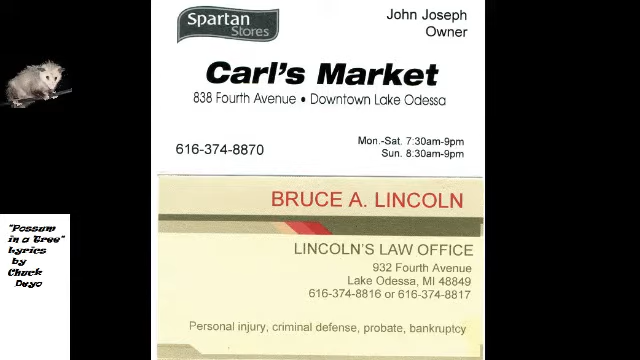 Spartan
Stores
John Joseph
Owner
Carl's Market
838 Fourth Avenue • Downtown Lake Odessa
616-374-8870
Mon.-Sat. 7:30am-9pm
Sun. 8:30am-9pm
BRUCE A. LINCOLN
LINCOLN'S LAW OFFICE
932 Fourth Avenue
Lake Odessa, MI 48849
616-374-8816 or 616-374-8817
Personal injury, criminal defense, probate, bankruptcy
"Possum
in a Tree"
Lyrics
by
Chuck
Deyo